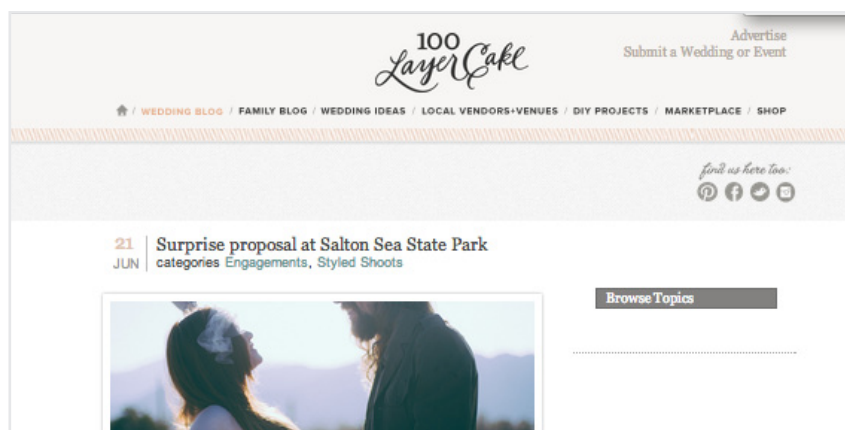 100
Layer Cake
Advertise
Submit a Wedding or Event
/ WEDDING BLOG / FAMILY BLOG / WEDDING IDEAS / LOCAL VENDORS+VENUES / DIY PROJECTS / MARKETPLACE / SHOP
find us here too:
21
JUN
Surprise proposal at Salton Sea State Park
categories Engagements, Styled Shoots
Browse Topics